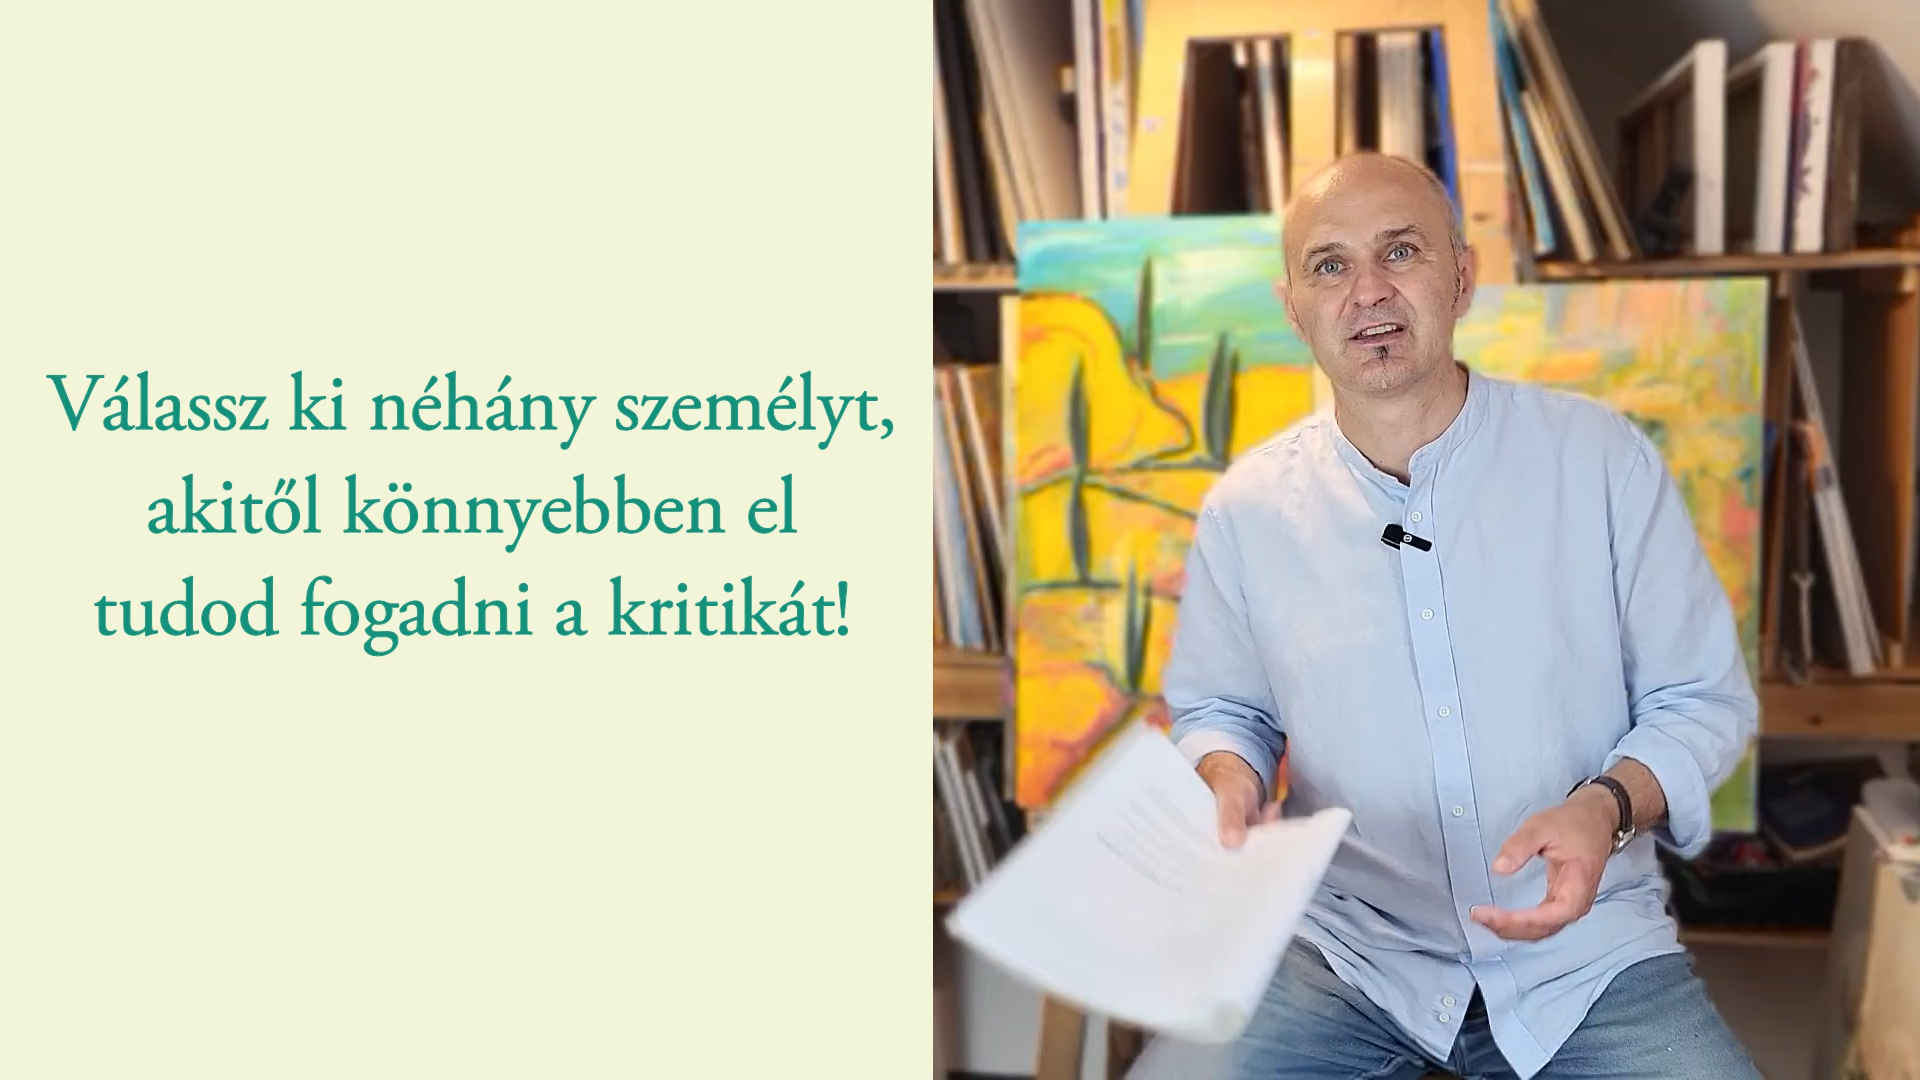 Válassz ki néhány személyt,
akitől könnyebben el
tudod fogadni a kritikát!